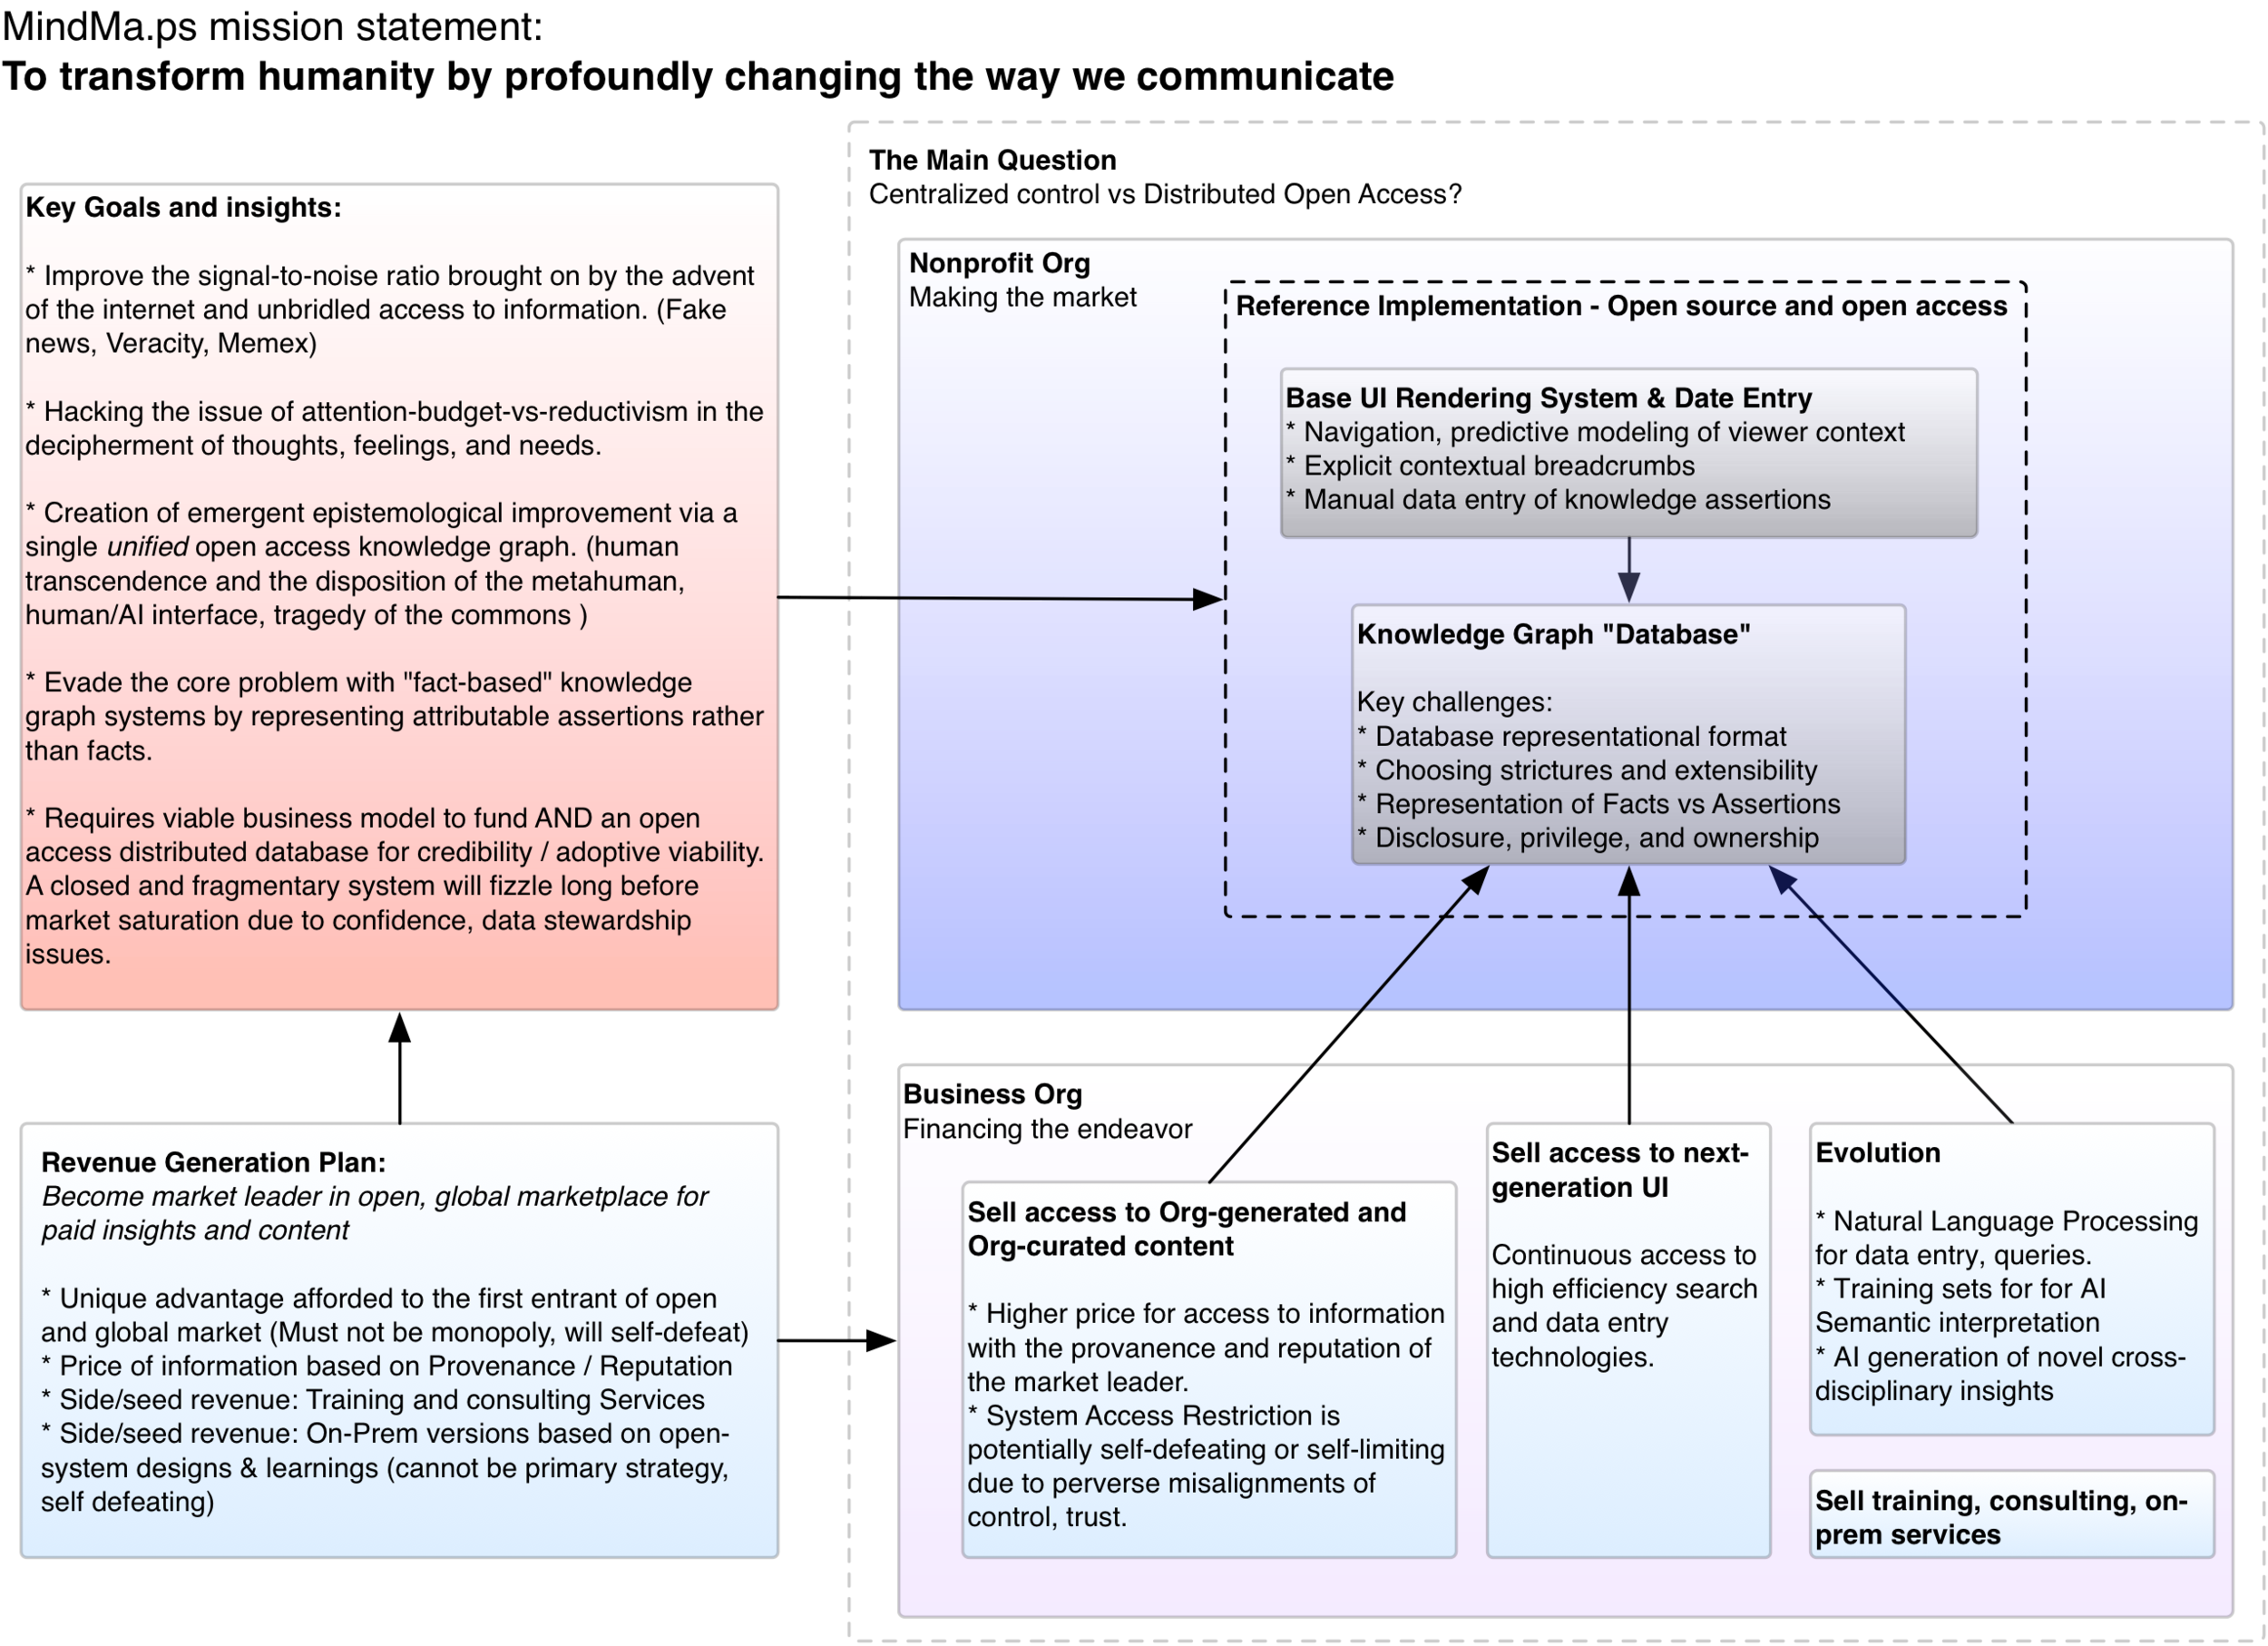 MindMa.ps mission statement:
To transform humanity by profoundly changing the way we communicate
Key Goals and insights:
* Improve the signal-to-noise ratio brought on by the advent
of the internet and unbridled access to information. (Fake
news, Veracity, Memex)
* Hacking the issue of attention-budget-vs-reductivism in the
decipherment of thoughts, feelings, and needs.
* Creation of emergent epistemological improvement via a
single unified open access knowledge graph. (human
transcendence and the disposition of the metahuman,
human/AI interface, tragedy of the commons )
* Evade the core problem with "fact-based" knowledge
graph systems by representing attributable assertions rather
than facts.
* Requires viable business model to fund AND an open
access distributed database for credibility / adoptive viability.
A closed and fragmentary system will fizzle long before
market saturation due to confidence, data stewardship
issues.
Revenue Generation Plan:
Become market leader in open, global marketplace for
paid insights and content
* Unique advantage afforded to the first entrant of open
and global market (Must not be monopoly, will self-defeat)
* Price of information based on Provenance / Reputation
* Side/seed revenue: Training and consulting Services
* Side/seed revenue: On-Prem versions based on open-
system designs & learnings (cannot be primary strategy,
self defeating)
The Main Question
Centralized control vs Distributed Open Access?
Nonprofit Org
Making the market
Reference Implementation - Open source and open access
Base UI Rendering System & Date Entry
* Navigation, predictive modeling of viewer context
* Explicit contextual breadcrumbs
* Manual data entry of knowledge assertions
Knowledge Graph "Database"
Key challenges:
* Database representational format
* Choosing strictures and extensibility
* Representation of Facts vs Assertions
* Disclosure, privilege, and ownership
Business Org
Financing the endeavor
Sell access to Org-generated and
Org-curated content
* Higher price for access to information
with the provanence and reputation of
the market leader.
* System Access Restriction is
potentially self-defeating or self-limiting
due to perverse misalignments of
control, trust.
Sell access to next-
generation UI
Continuous access to
high efficiency search
and data entry
technologies.
Evolution
* Natural Language Processing
for data entry, queries.
* Training sets for for AI
Semantic interpretation
* AI generation of novel cross-
disciplinary insights
Sell training, consulting, on-
prem services